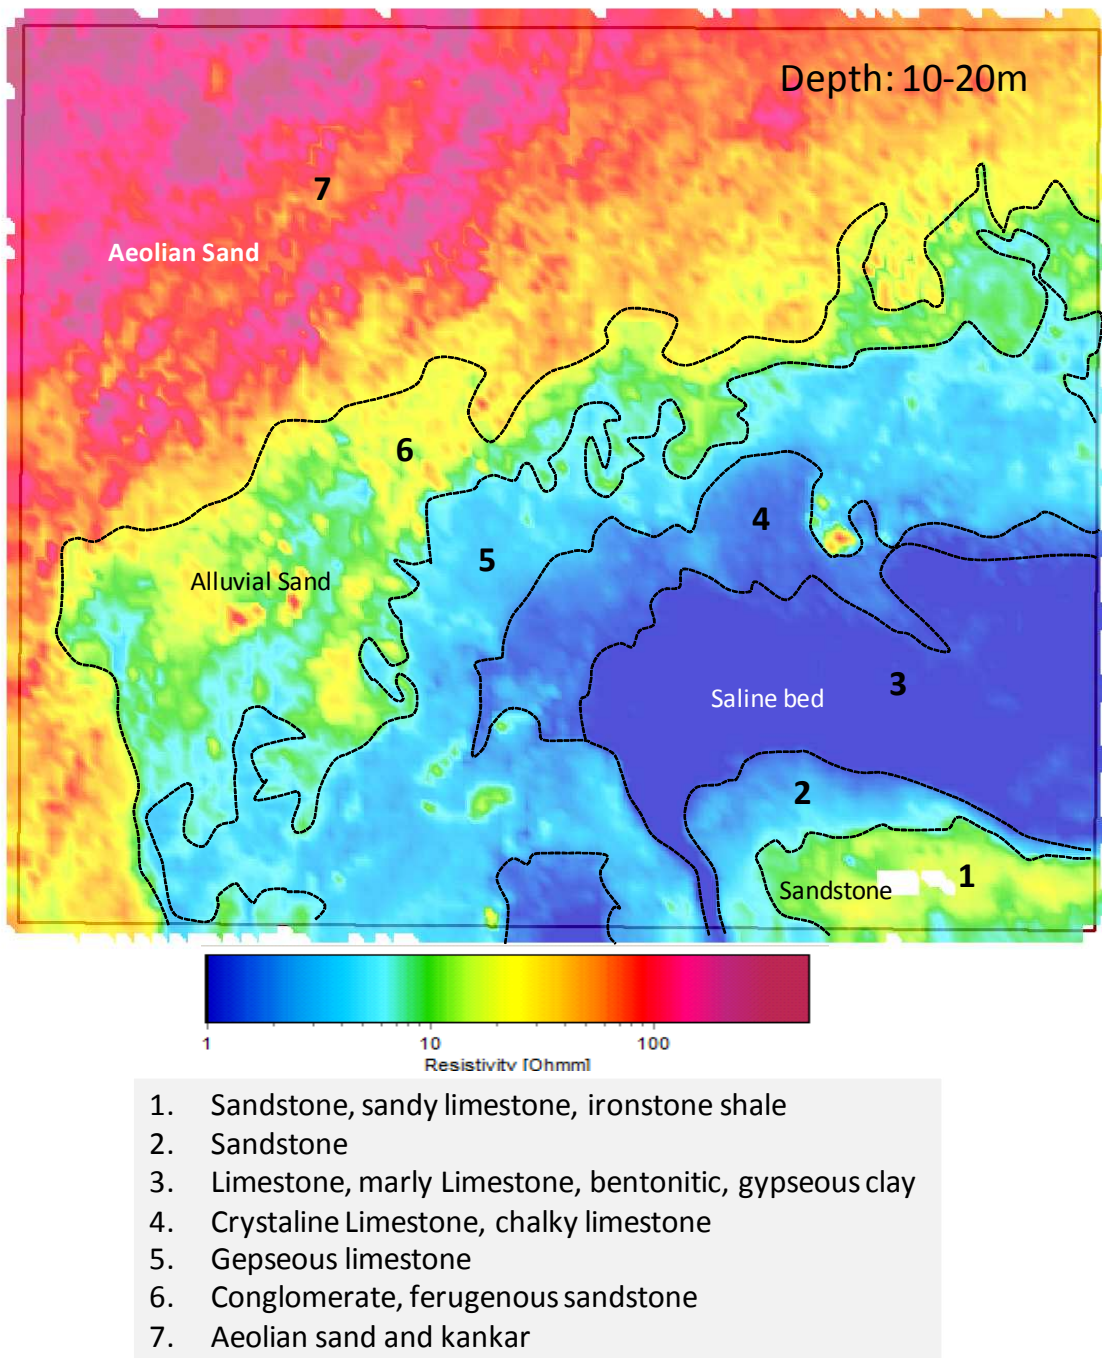 Depth: 10-20m
7
Aeolian Sand
6
4
5
Alluvial Sand
3
Saline bed
2
1
Sandstone
1 10 100
Resistivity [Ohmm]
1. Sandstone, sandy limestone, ironstone shale
2. Sandstone
3. Limestone, marly Limestone, bentonitic, gypseous clay
4. Crystaline Limestone, chalky limestone
5. Gepseous limestone
6. Conglomerate, ferugenous sandstone
7. Aeolian sand and kankar